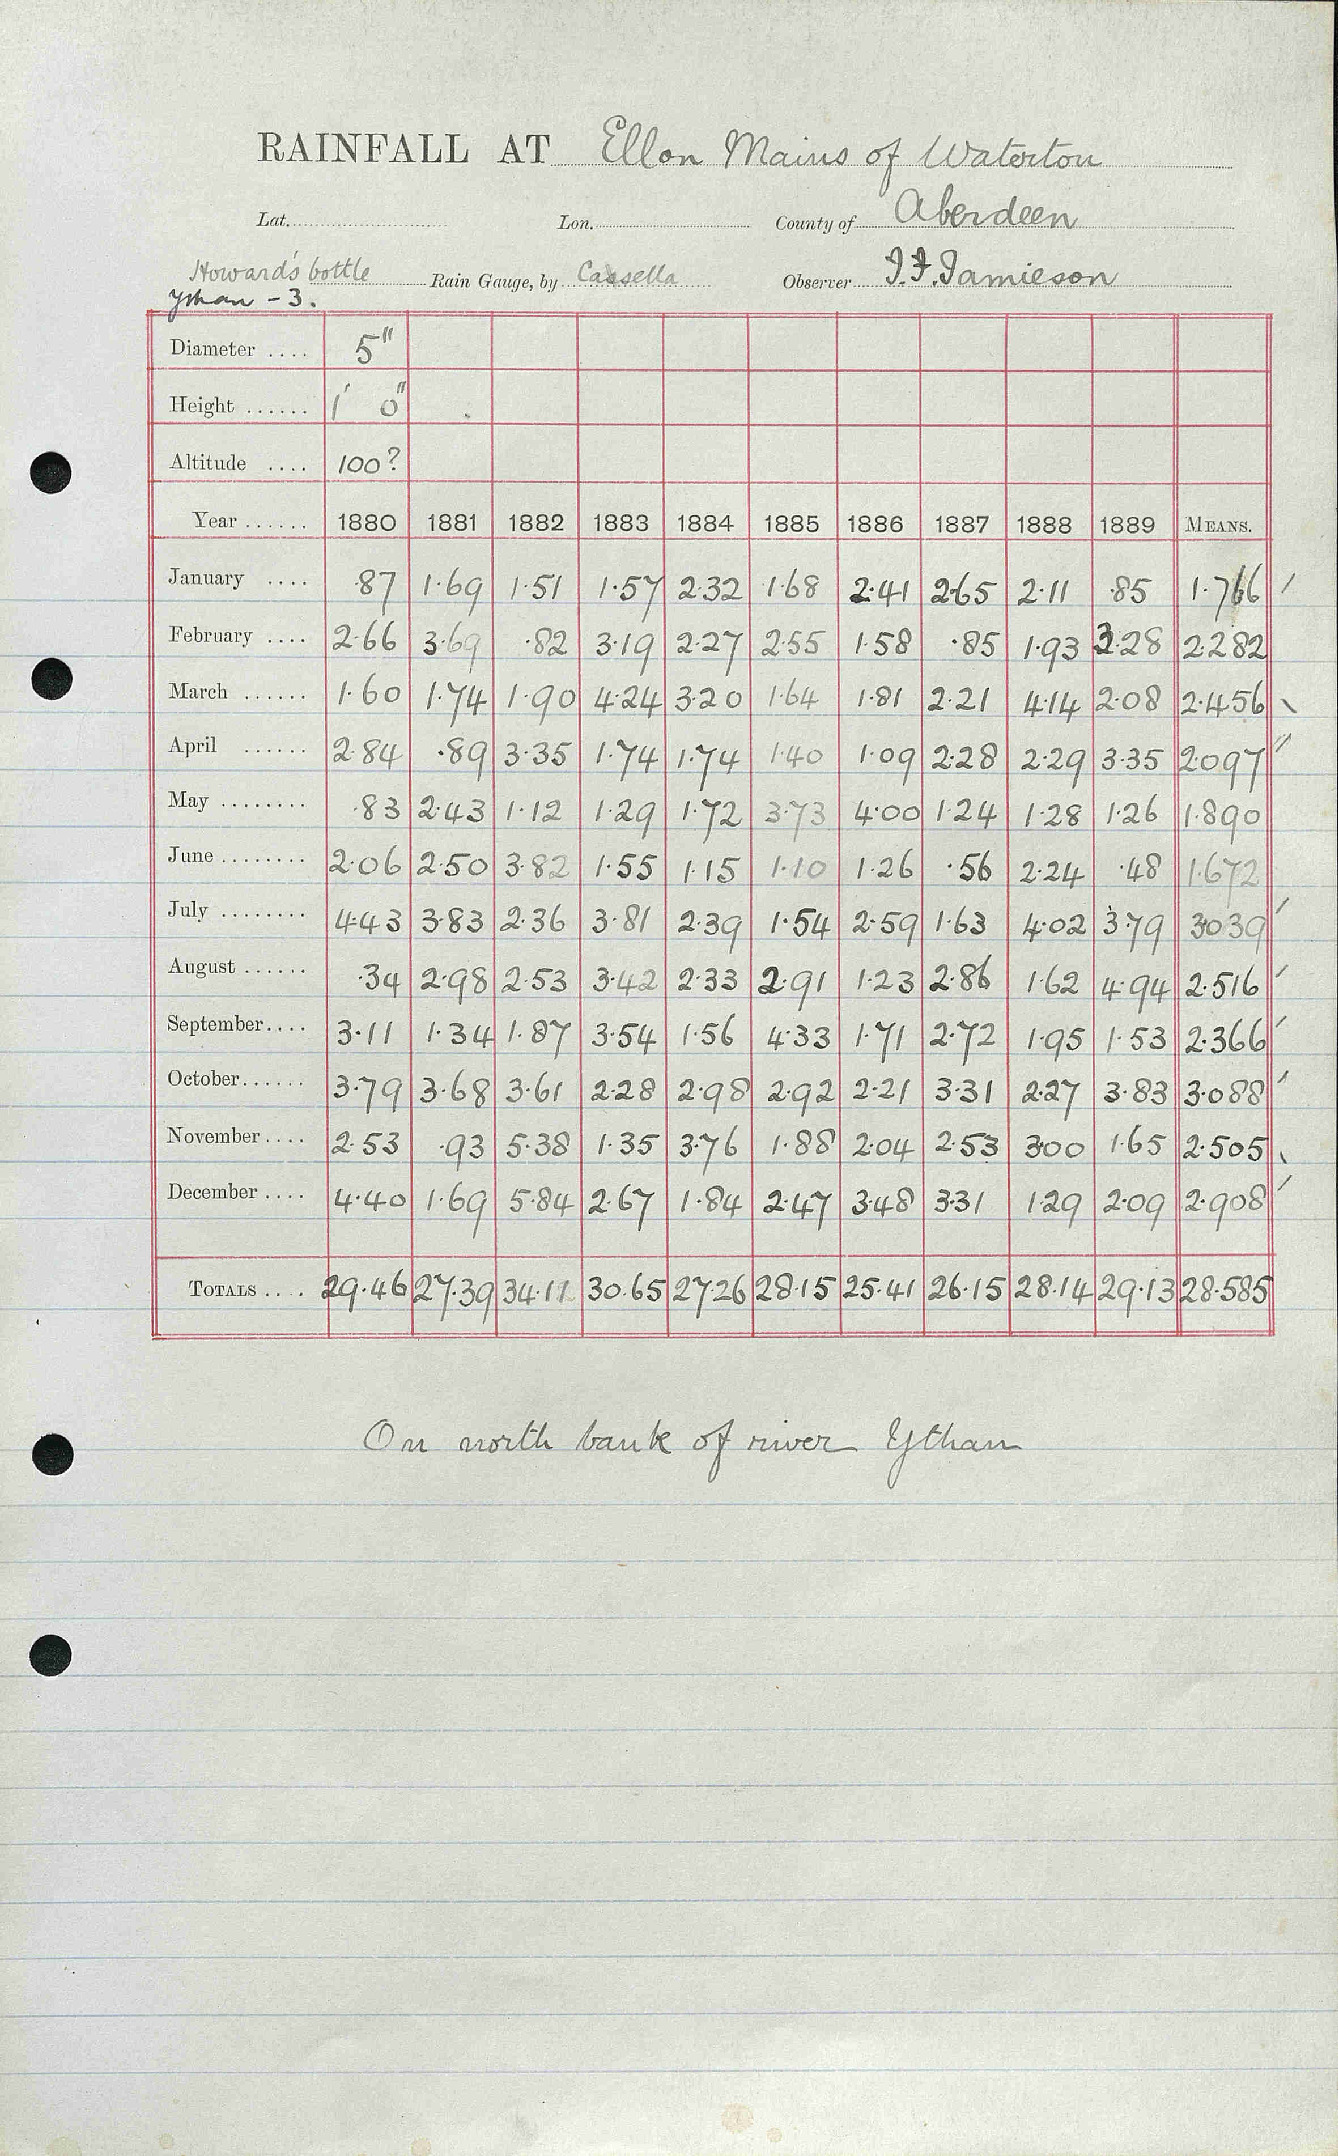 RAINFALL AT Ellon Mains of Waterton
Lat. Lon. County of Aberdeen
Howard's bottle Rain Gauge, by Casella Observer T.F. Jamieson
Ythan - 3.
Diameter .... 5"
Height ...... 1' 0"
Altitude .... 100?
Year ...... 1880 1881 1882 1883 1884 1885 1886 1887 1888 1889 MEANS.
January .... .87 1.69 1.51 1.57 2.32 1.68 2.41 2.65 2.11 .85 1.766
February .... 2.66 3.69 .82 3.19 2.27 2.55 1.58 .85 1.93 3.28 2.282
March ...... 1.60 1.74 1.90 4.24 3.20 1.64 1.81 2.21 4.14 2.08 2.456
April ...... 2.84 .89 3.35 1.74 1.74 1.40 1.09 2.28 2.29 3.35 2.097
May ........ .83 2.43 1.12 1.29 1.72 3.73 4.00 1.24 1.28 1.26 1.890
June ........ 2.06 2.50 3.82 1.55 1.15 1.10 1.26 .56 2.24 .48 1.672
July ........ 4.43 3.83 2.36 3.81 2.39 1.54 2.59 1.63 4.02 3.79 3.039
August ...... .34 2.98 2.53 3.42 2.33 2.91 1.23 2.86 1.62 4.94 2.516
September.... 3.11 1.34 1.87 3.54 1.56 4.33 1.71 2.72 1.95 1.53 2.366
October...... 3.79 3.68 3.61 2.28 2.98 2.92 2.21 3.31 2.27 3.83 3.088
November.... 2.53 .93 5.38 1.35 3.76 1.88 2.04 2.53 3.00 1.65 2.505
December .... 4.40 1.69 5.84 2.67 1.84 2.47 3.48 3.31 1.29 2.09 2.908
TOTALS .... 29.46 27.39 34.11 30.65 27.26 28.15 25.41 26.15 28.14 29.13 28.585
On north bank of river Ythan